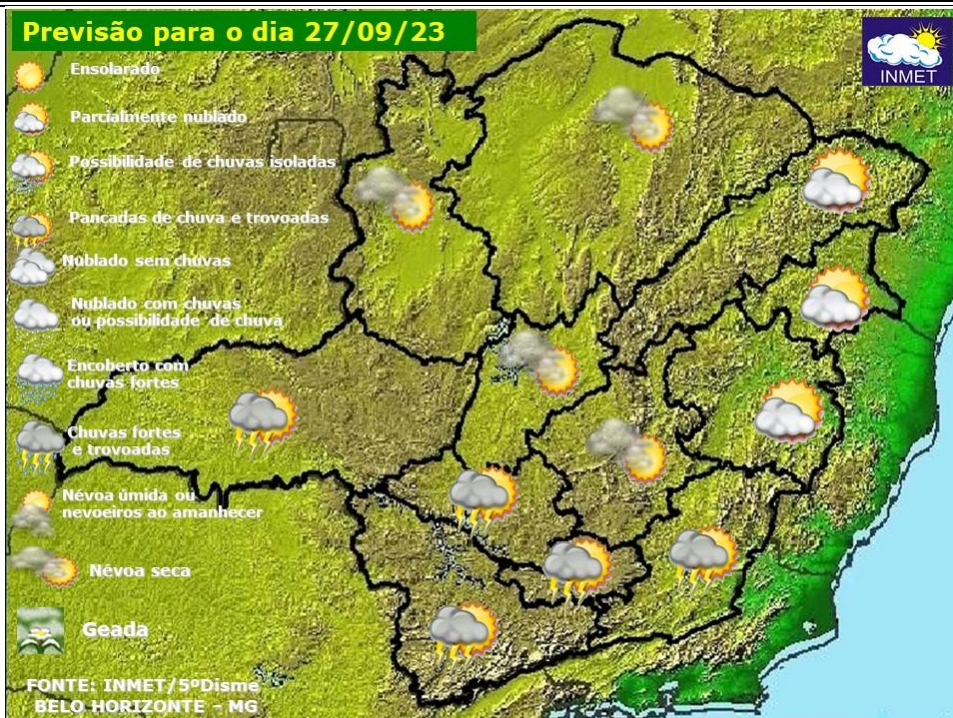 Previsão para o dia 27/09/23
INMET
Ensolarado
Parcialmente nublado
Possibilidade de chuvas isoladas
Pancadas de chuva e trovoadas
Nublado sem chuvas
Nublado com chuvas
ou possibilidade de chuva
Encoberto com
chuvas fortes
Chuvas fortes
e trovoadas
Névoa úmida ou
nevoeiros ao amanhecer
Névoa seca
Geada
FONTE: INMET/5ºDisme
BELO HORIZONTE - MG